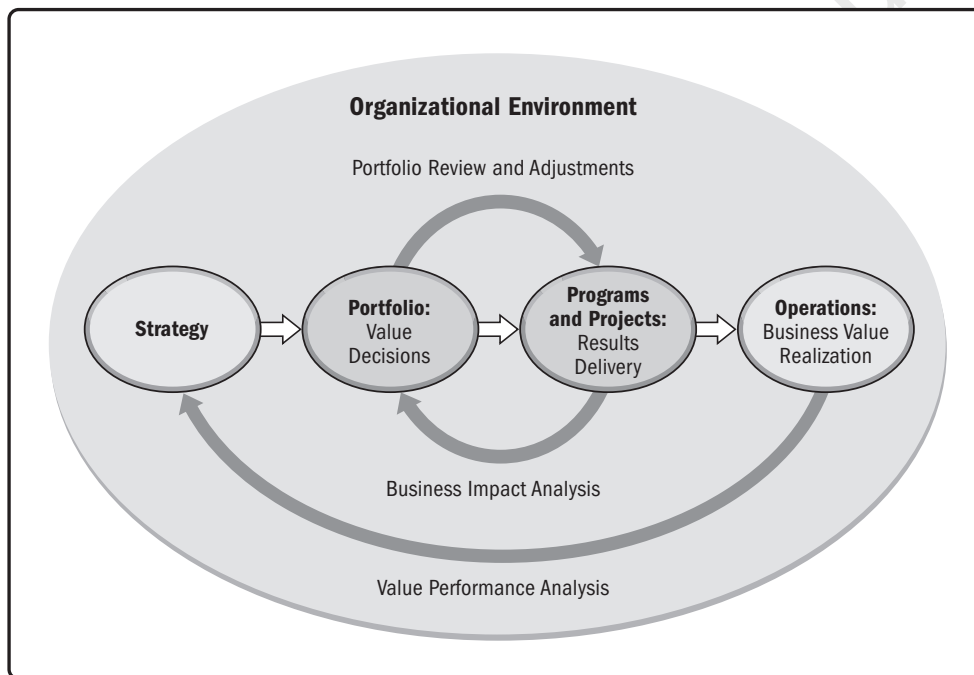 Organizational Environment
Portfolio Review and Adjustments
Strategy
Portfolio:
Value
Decisions
Programs
and Projects:
Results
Delivery
Operations:
Business Value
Realization
Business Impact Analysis
Value Performance Analysis